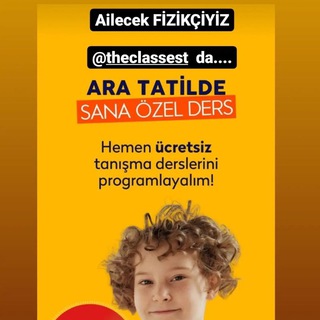 Ailecek FİZİKÇİYİZ
@theclassest da....
ARA TATİLDE
SANA ÖZEL DERS
Hemen ücretsiz
tanışma derslerini
programlayalım!